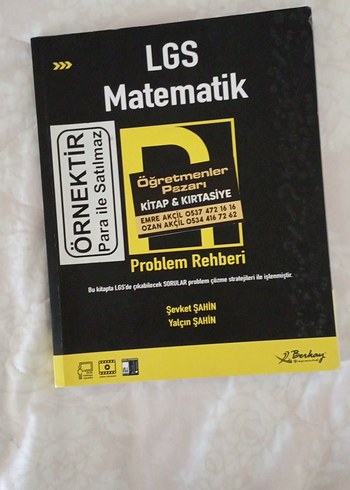 LGS
Matematik
ÖRNEKTİR
Para ile Satılmaz
Öğretmenler
Pazarı
KİTAP & KIRTASİYE
EMRE AKÇİL 0537 472 16 16
OZAN AKÇİL 0534 416 72 62
Problem Rehberi
Bu kitapta LGS'de çıkabilecek SORULAR problem çözme stratejileri ile işlenmiştir.
Şevket ŞAHİN
Yalçın ŞAHİN
Berkay